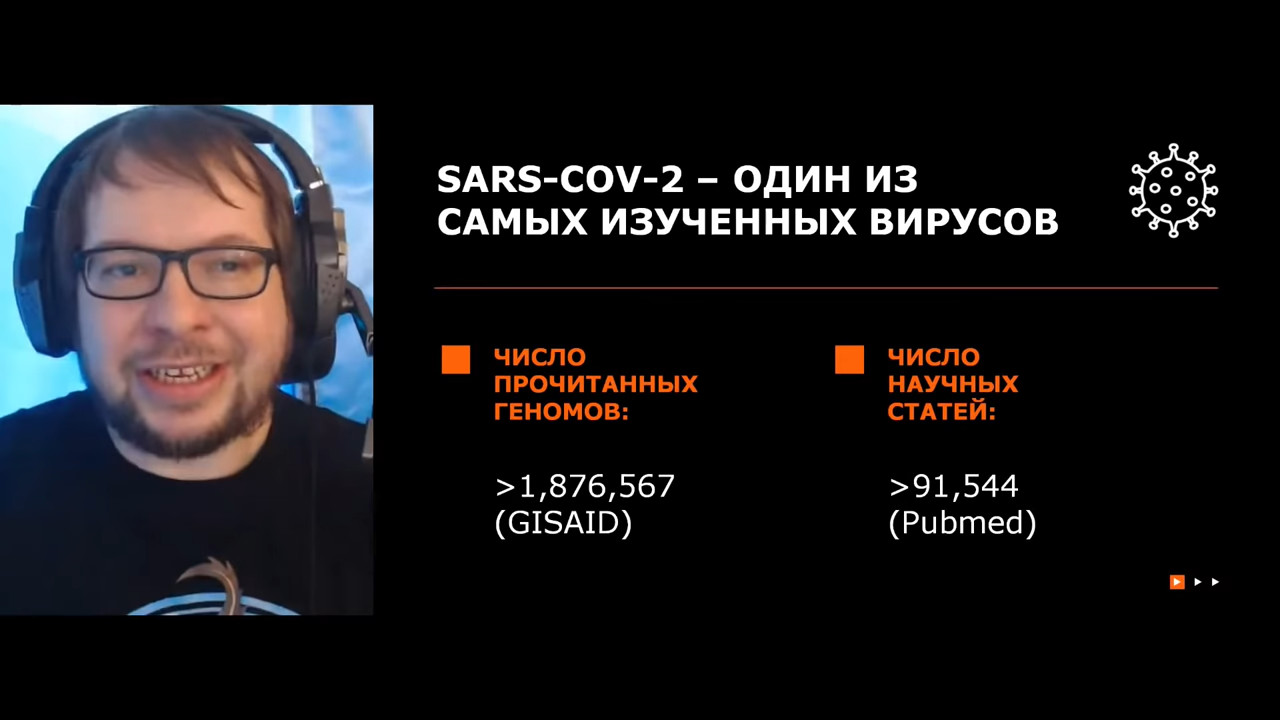 SARS-COV-2 – ОДИН ИЗ
САМЫХ ИЗУЧЕННЫХ ВИРУСОВ
ЧИСЛО
ПРОЧИТАННЫХ
ГЕНОМОВ:
>1,876,567
(GISAID)
ЧИСЛО
НАУЧНЫХ
СТАТЕЙ:
>91,544
(Pubmed)